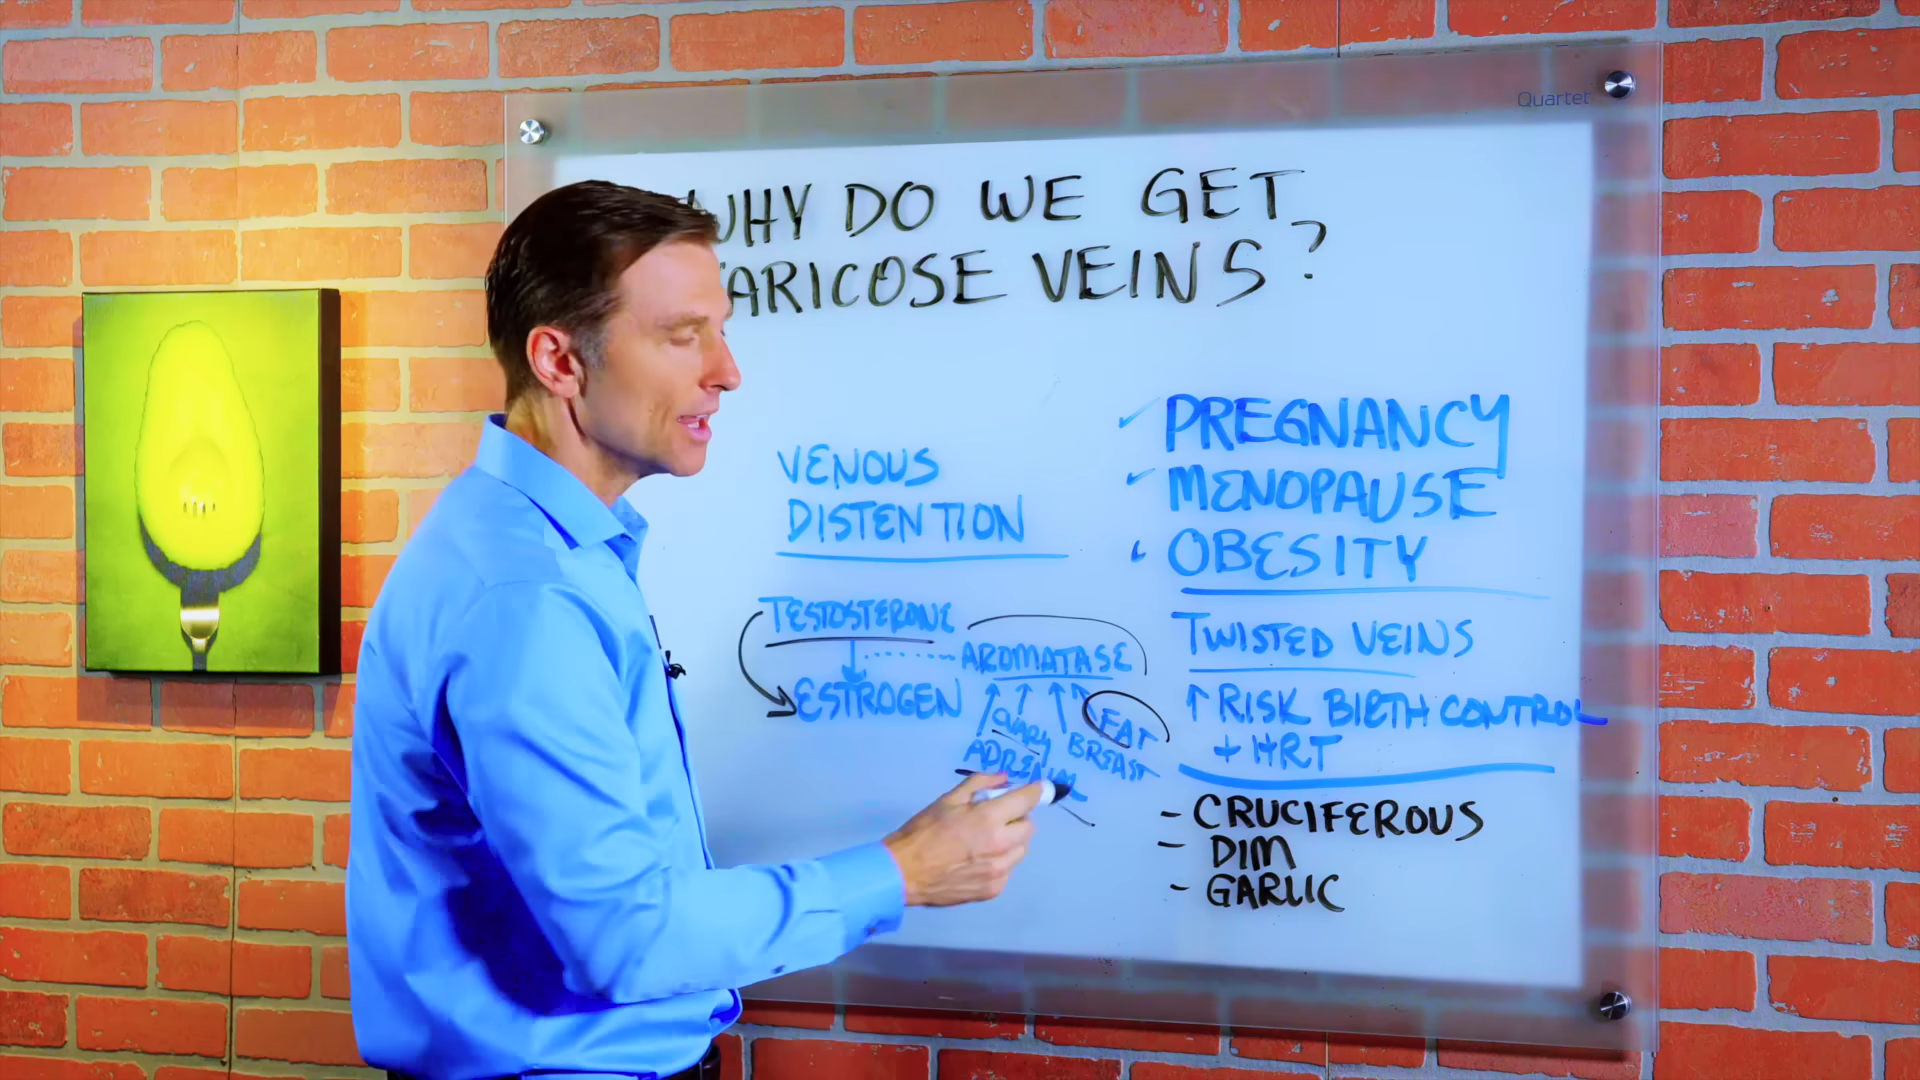 Quartet
WHY DO WE GET
VARICOSE VEINS?
VENOUS
DISTENTION
TESTOSTERONE
AROMATASE
ESTROGEN
OVARY
FAT
ADRENAL
BREAST
✓ PREGNANCY
✓ MENOPAUSE
✓ OBESITY
TWISTED VEINS
↑ RISK BIRTH CONTROL
+ HRT
- CRUCIFEROUS
- DIM
- GARLIC